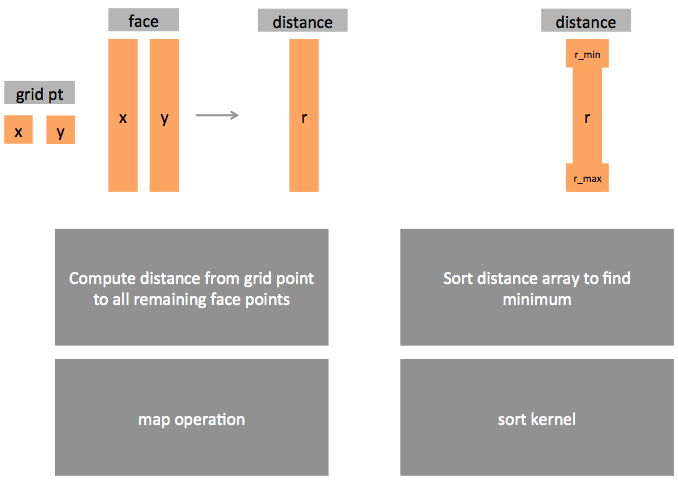 face
distance
distance
grid pt
x
y
x
y
r
r_min
r
r_max
Compute distance from grid point
to all remaining face points
Sort distance array to find
minimum
map operation
sort kernel